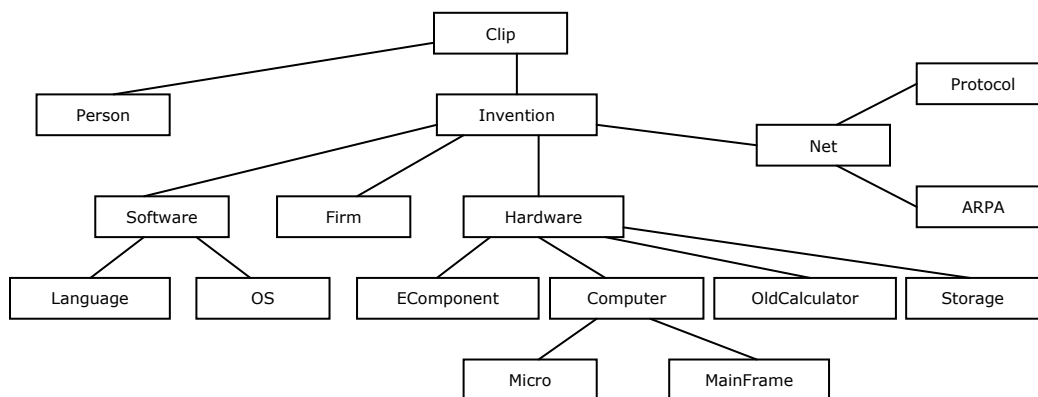 Clip
Protocol
Person
Invention
Net
Software
Firm
Hardware
ARPA
Language
OS
EComponent
Computer
OldCalculator
Storage
Micro
MainFrame